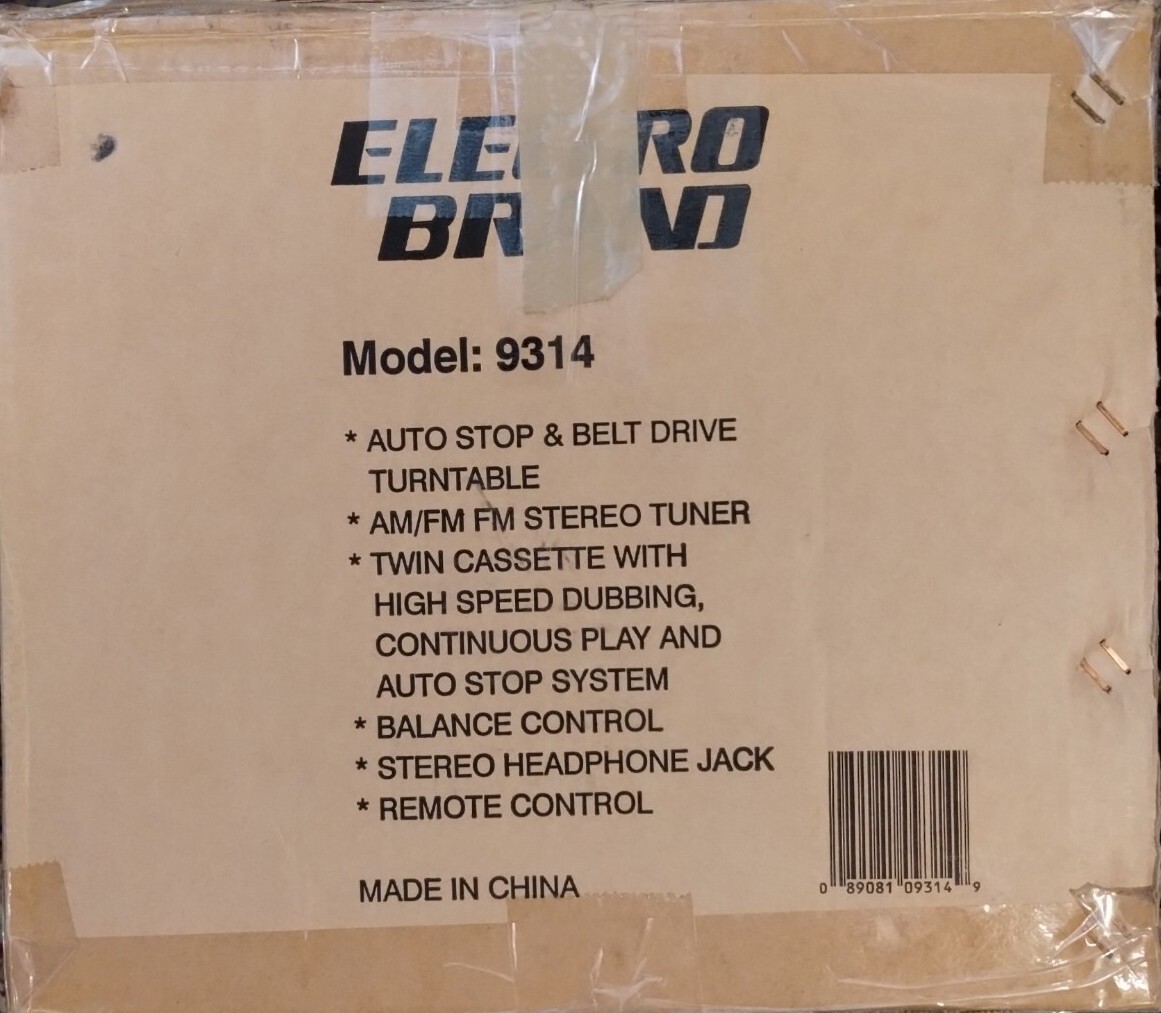 ELECTRO
BRAND
Model: 9314
* AUTO STOP & BELT DRIVE
TURNTABLE
* AM/FM FM STEREO TUNER
* TWIN CASSETTE WITH
HIGH SPEED DUBBING,
CONTINUOUS PLAY AND
AUTO STOP SYSTEM
* BALANCE CONTROL
* STEREO HEADPHONE JACK
* REMOTE CONTROL
MADE IN CHINA
0 89081 09314 9